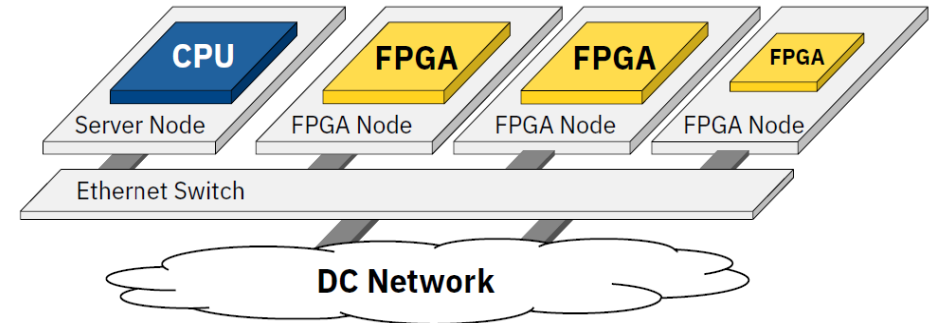 CPU
FPGA
FPGA
FPGA
Server Node
FPGA Node
FPGA Node
FPGA Node
Ethernet Switch
DC Network